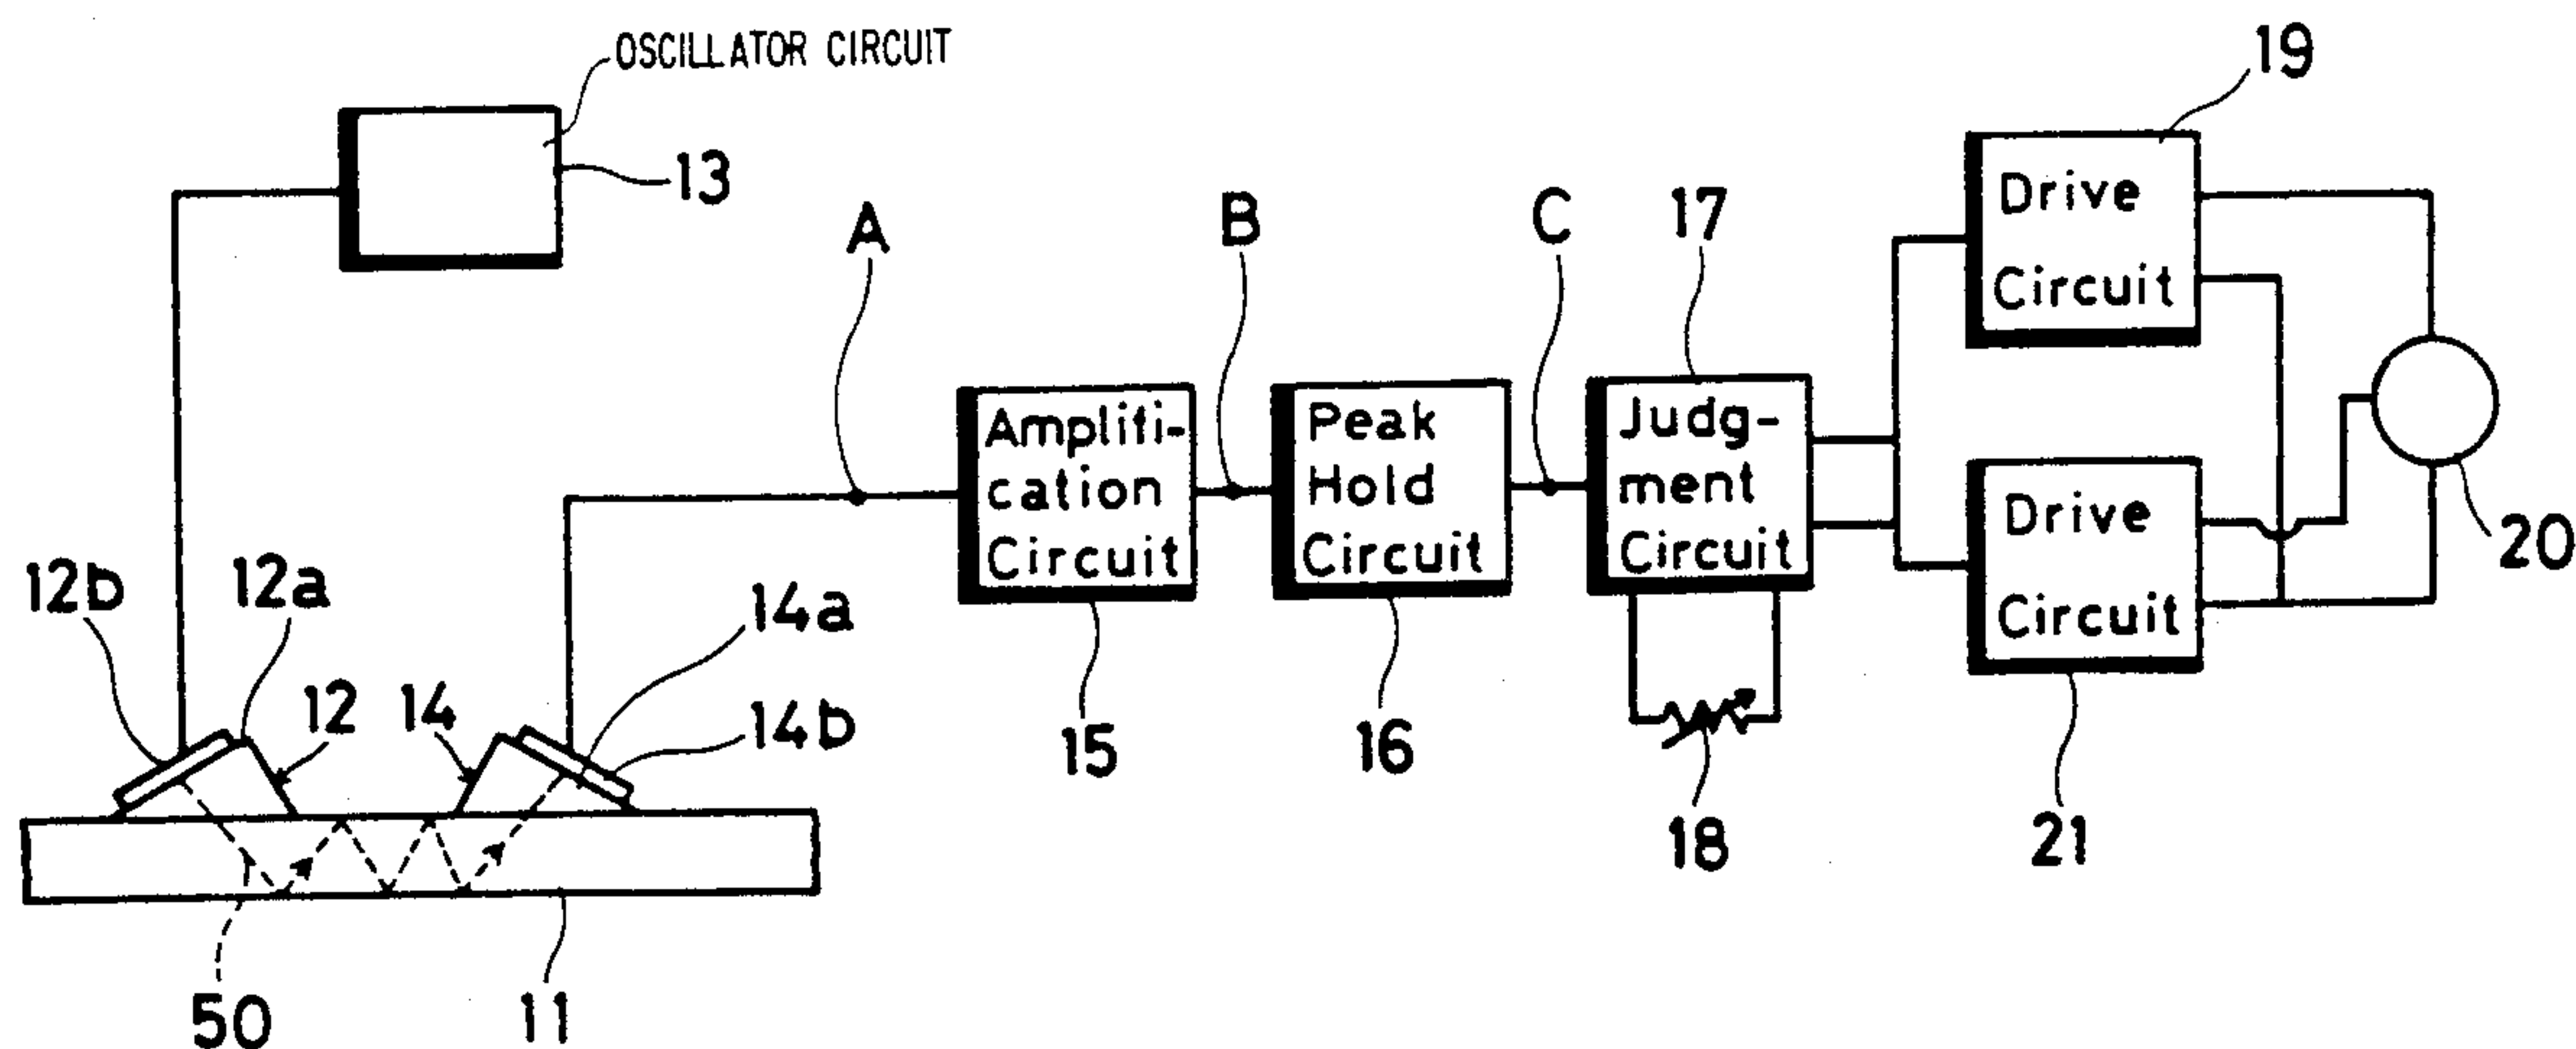 OSCILLATOR CIRCUIT
13
19
Drive
Circuit
A
B
C
17
Amplifi-
cation
Circuit
Peak
Hold
Circuit
Judg-
ment
Circuit
Drive
Circuit
20
12b
12a
12
14
14a
14b
15
16
18
21
50
11